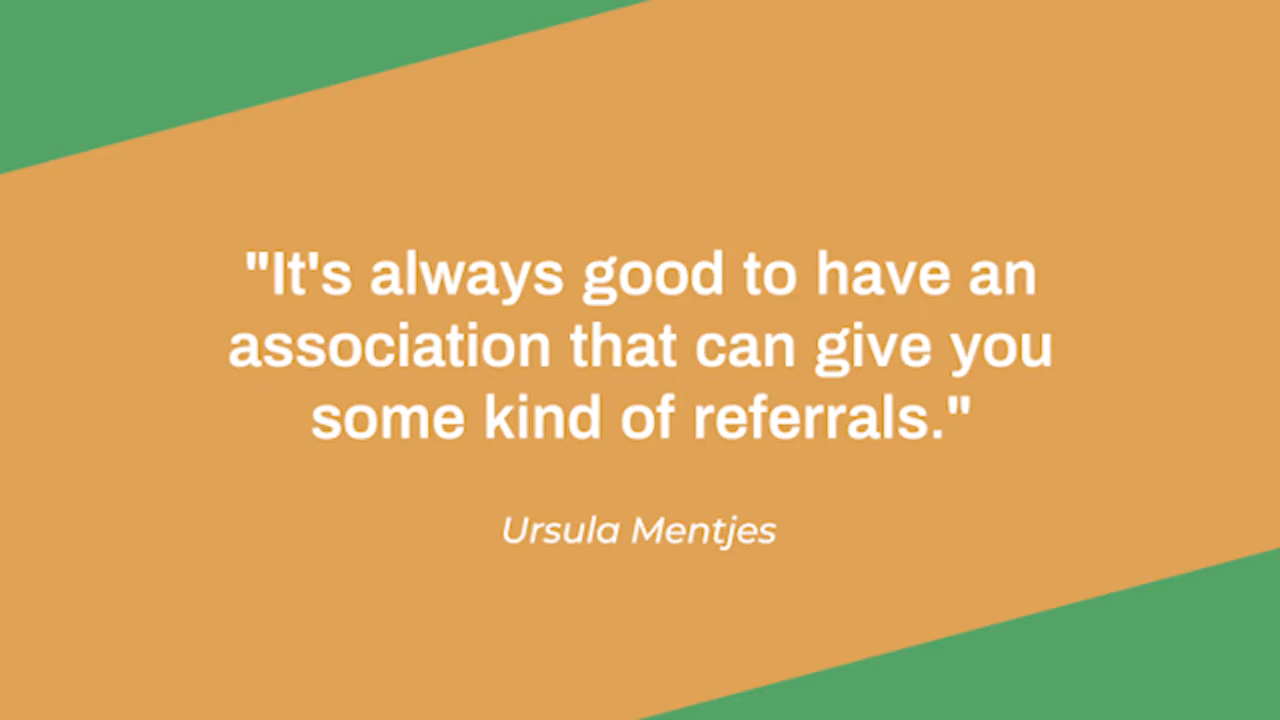 "It's always good to have an
association that can give you
some kind of referrals."
Ursula Mentjes